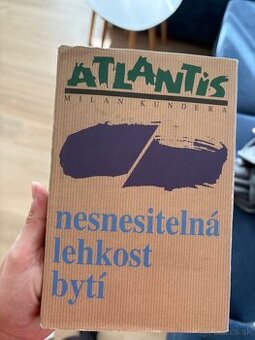 ATLANTIS
MILAN KUNDERA
nesnesitelná
lehkost
bytí